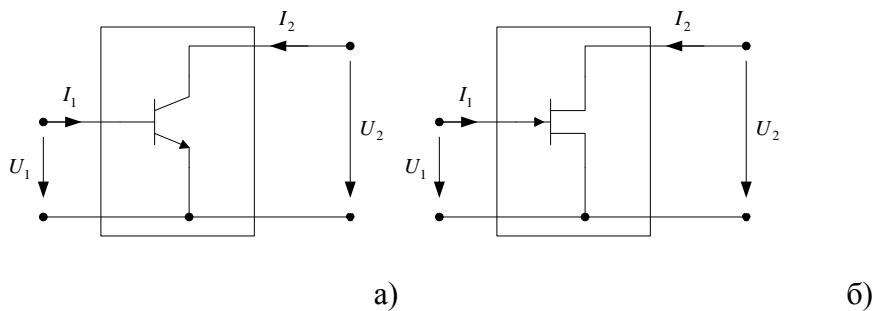 I₂ I₂
I₁ I₁
U₂ U₂
U₁ U₁
а) б)